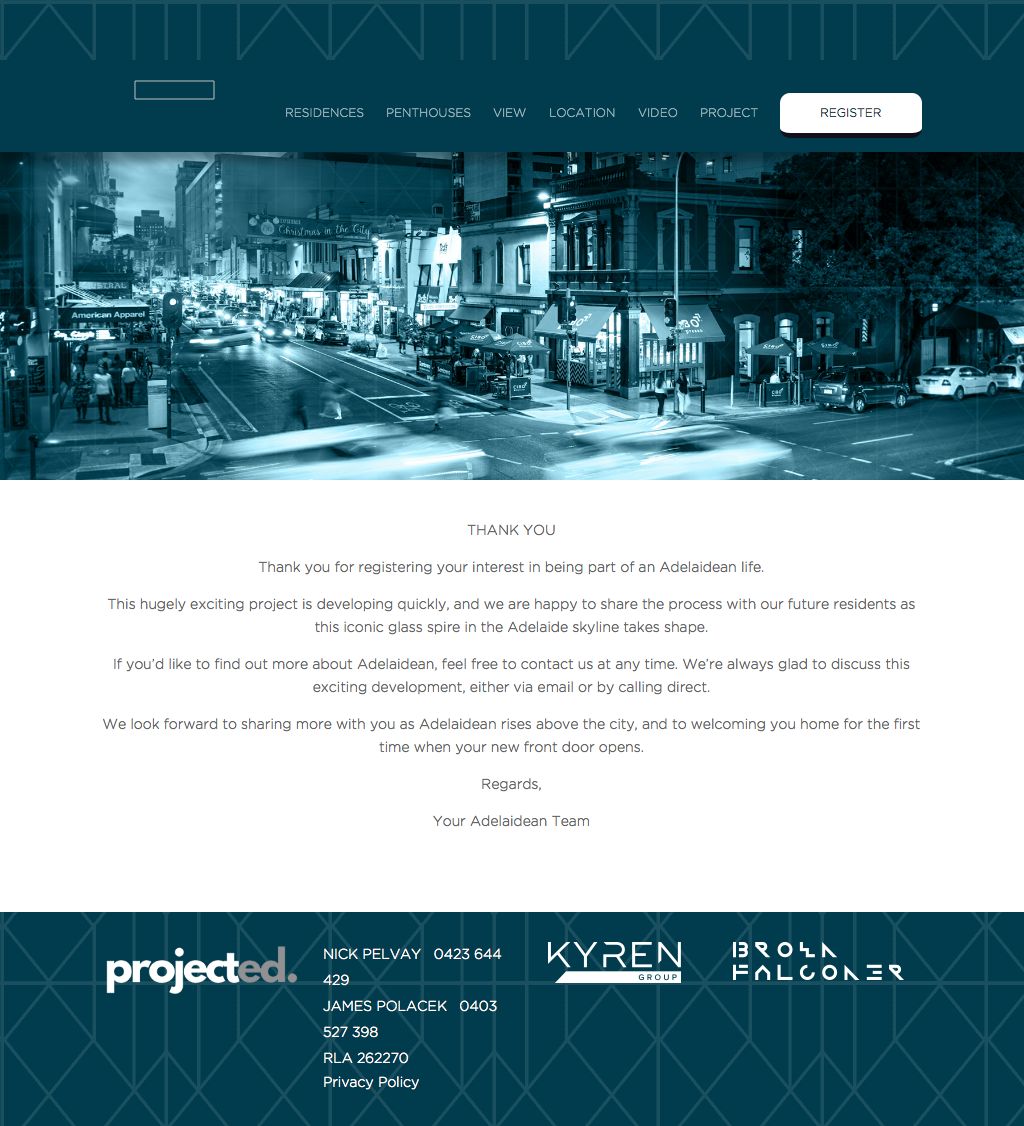 RESIDENCES PENTHOUSES VIEW LOCATION VIDEO PROJECT REGISTER
Christmas in the City
American Apparel
CIBO
THANK YOU
Thank you for registering your interest in being part of an Adelaidean life.
This hugely exciting project is developing quickly, and we are happy to share the process with our future residents as
this iconic glass spire in the Adelaide skyline takes shape.
If you’d like to find out more about Adelaidean, feel free to contact us at any time. We’re always glad to discuss this
exciting development, either via email or by calling direct.
We look forward to sharing more with you as Adelaidean rises above the city, and to welcoming you home for the first
time when your new front door opens.
Regards,
Your Adelaidean Team
projected.
NICK PELVAY 0423 644
429
JAMES POLACEK 0403
527 398
RLA 262270
Privacy Policy
KYREN
GROUP
BROWN
FALCONER